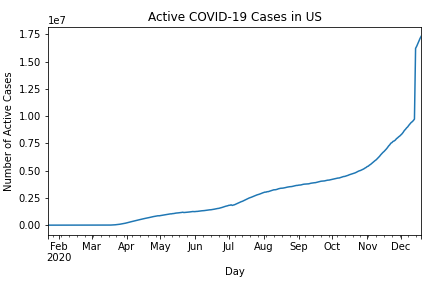 Active COVID-19 Cases in US
1e7
1.75
1.50
1.25
1.00
0.75
0.50
0.25
0.00
Number of Active Cases
Feb Mar Apr May Jun Jul Aug Sep Oct Nov Dec
2020
Day